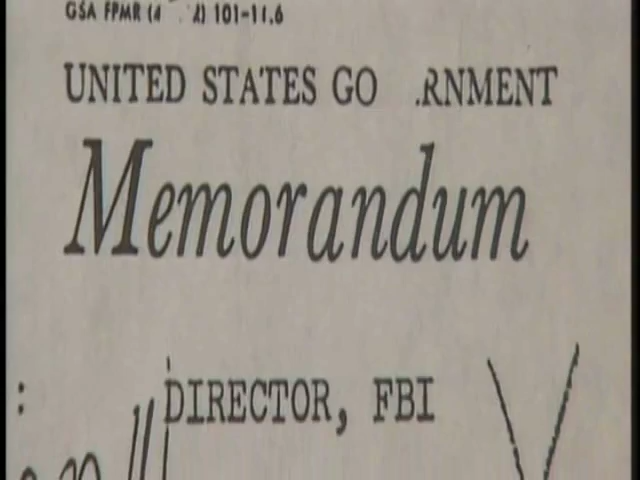 GSA FPMR (4 2) 101-11.6
UNITED STATES GO RNMENT
Memorandum
: DIRECTOR, FBI